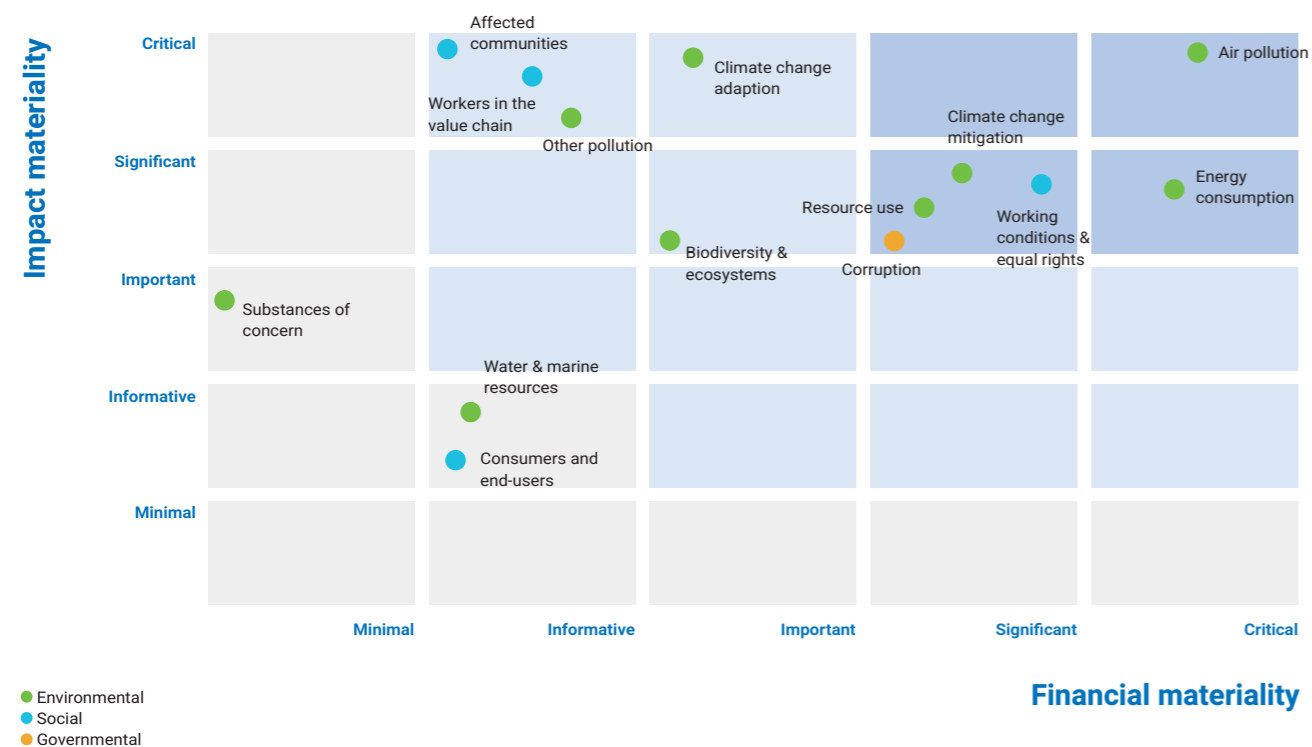 Impact materiality
Critical
Significant
Important
Informative
Minimal
Affected
communities
Workers in the
value chain
Other pollution
Climate change
adaption
Air pollution
Climate change
mitigation
Resource use
Corruption
Working
conditions &
equal rights
Energy
consumption
Biodiversity &
ecosystems
Substances of
concern
Water & marine
resources
Consumers and
end-users
Minimal
Informative
Important
Significant
Critical
Financial materiality
Environmental
Social
Governmental